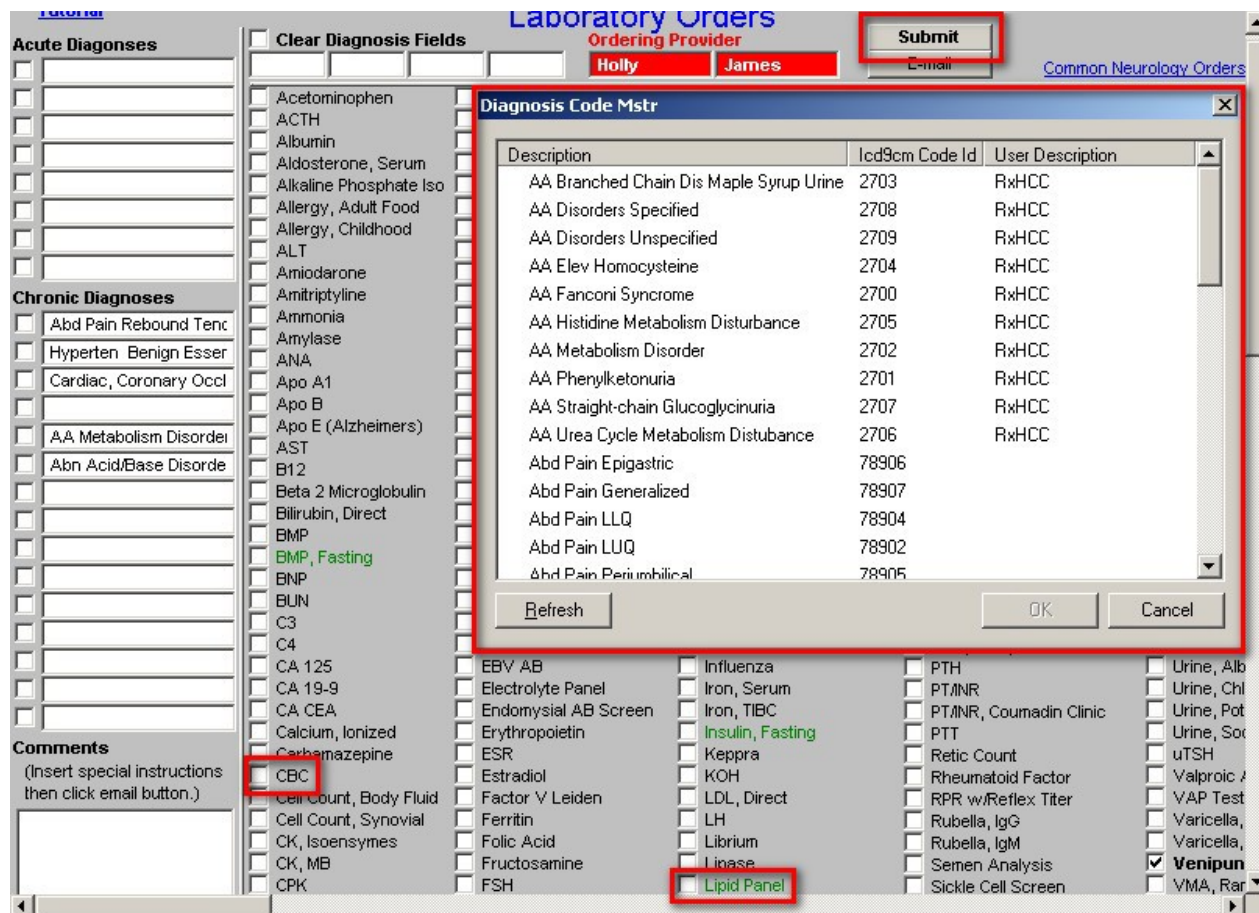 Tutorial
Laboratory Orders
Acute Diagonses
Clear Diagnosis Fields
Ordering Provider
Holly James
Submit
E-mail
Common Neurology Orders
Chronic Diagnoses
Abd Pain Rebound Tenc
Hyperten Benign Esser
Cardiac, Coronary Occl
AA Metabolism Disorder
Abn Acid/Base Disorde
Comments
(Insert special instructions
then click email button.)
Acetominophen
ACTH
Albumin
Aldosterone, Serum
Alkaline Phosphate Iso
Allergy, Adult Food
Allergy, Childhood
ALT
Amiodarone
Amitriptyline
Ammonia
Amylase
ANA
Apo A1
Apo B
Apo E (Alzheimers)
AST
B12
Beta 2 Microglobulin
Bilirubin, Direct
BMP
BMP, Fasting
BNP
BUN
C3
C4
CA 125
CA 19-9
CA CEA
Calcium, Ionized
Carbamazepine
CBC
Cell Count, Body Fluid
Cell Count, Synovial
CK, Isoensymes
CK, MB
CPK
Diagnosis Code Mstr
Description Icd9cm Code Id User Description
AA Branched Chain Dis Maple Syrup Urine 2703 RxHCC
AA Disorders Specified 2708 RxHCC
AA Disorders Unspecified 2709 RxHCC
AA Elev Homocysteine 2704 RxHCC
AA Fanconi Syncrome 2700 RxHCC
AA Histidine Metabolism Disturbance 2705 RxHCC
AA Metabolism Disorder 2702 RxHCC
AA Phenylketonuria 2701 RxHCC
AA Straight-chain Glucoglycinuria 2707 RxHCC
AA Urea Cycle Metabolism Distubance 2706 RxHCC
Abd Pain Epigastric 78906
Abd Pain Generalized 78907
Abd Pain LLQ 78904
Abd Pain LUQ 78902
Abd Pain Periumbilical 78905
Refresh OK Cancel
EBV AB
Electrolyte Panel
Endomysial AB Screen
Erythropoietin
ESR
Estradiol
Factor V Leiden
Ferritin
Folic Acid
Fructosamine
FSH
Influenza
Iron, Serum
Iron, TIBC
Insulin, Fasting
Keppra
KOH
LDL, Direct
LH
Librium
Lipase
Lipid Panel
PTH
PT/INR
PT/INR, Coumadin Clinic
PTT
Retic Count
Rheumatoid Factor
RPR w/Reflex Titer
Rubella, IgG
Rubella, IgM
Semen Analysis
Sickle Cell Screen
Urine, Alb
Urine, Chl
Urine, Pot
Urine, Soc
uTSH
Valproic
VAP Test
Varicella,
Varicella,
Venipun
VMA, Rar